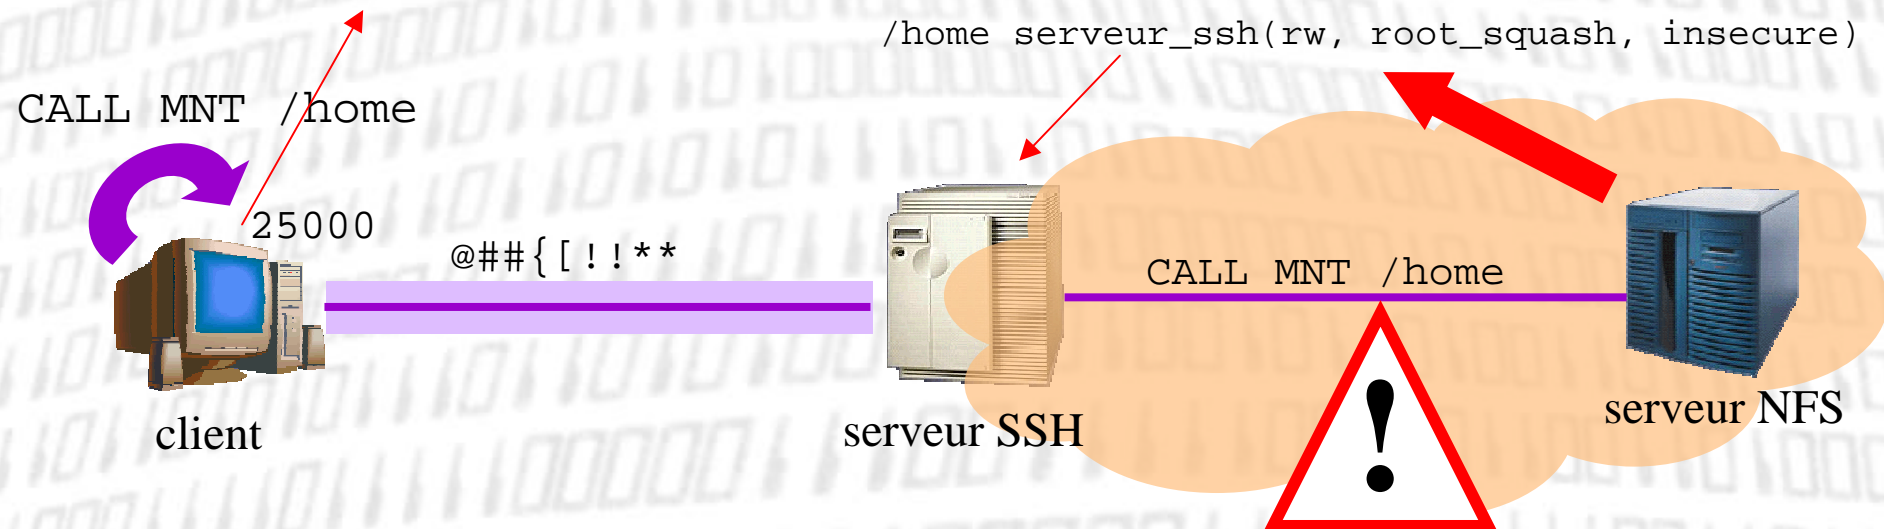 /home serveur_ssh(rw, root_squash, insecure)
CALL MNT /home
25000
@##{[!!**
CALL MNT /home
!
client
serveur SSH
serveur NFS